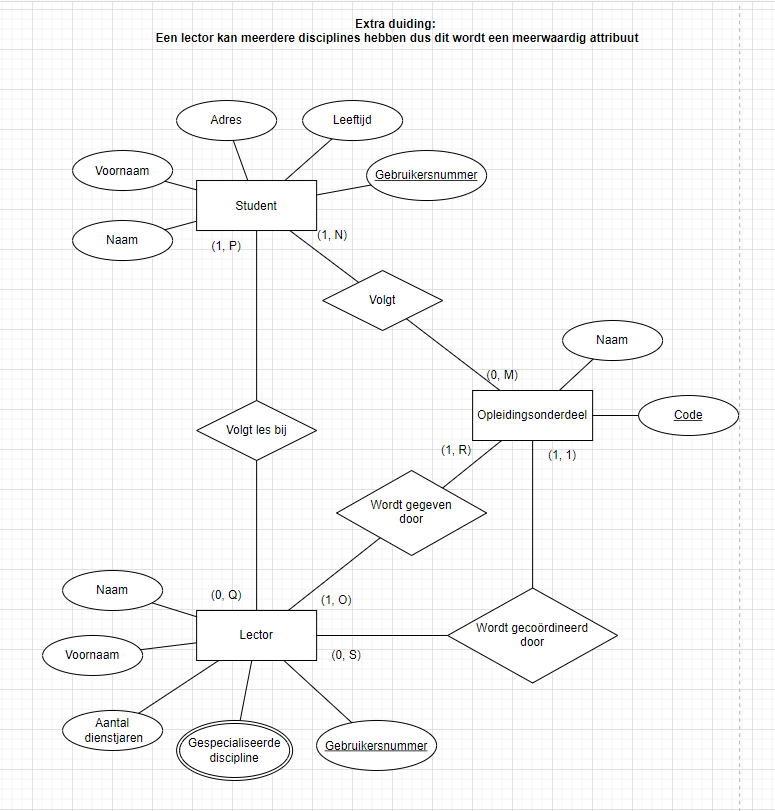 Extra duiding:
Een lector kan meerdere disciplines hebben dus dit wordt een meerwaardig attribuut
Adres
Leeftijd
Voornaam
Gebruikersnummer
Student
Naam
(1, P)
(1, N)
Volgt
Naam
(0, M)
Opleidingsonderdeel
Code
Volgt les bij
(1, R)
(1, 1)
Wordt gegeven
door
Naam
(0, Q)
(1, O)
Lector
Wordt gecoördineerd
door
Voornaam
(0, S)
Aantal
dienstjaren
Gespecialiseerde
discipline
Gebruikersnummer